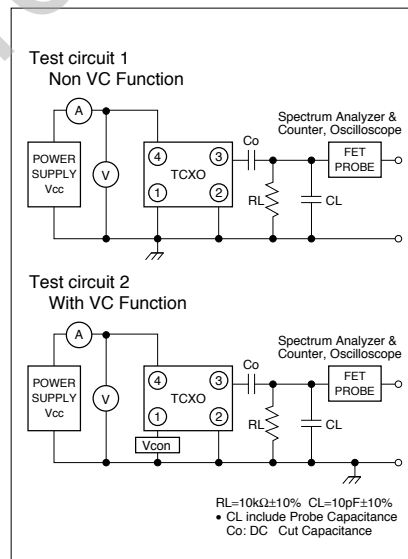 Test circuit 1
Non VC Function
A
POWER
SUPPLY
Vcc
V
4
3
TCXO
1
2
Co
RL
CL
Spectrum Analyzer &
Counter, Oscilloscope
FET
PROBE
Test circuit 2
With VC Function
A
POWER
SUPPLY
Vcc
V
4
3
TCXO
1
2
Vcon
Co
RL
CL
Spectrum Analyzer &
Counter, Oscilloscope
FET
PROBE
RL=10kΩ±10% CL=10pF±10%
• CL include Probe Capacitance
Co: DC Cut Capacitance